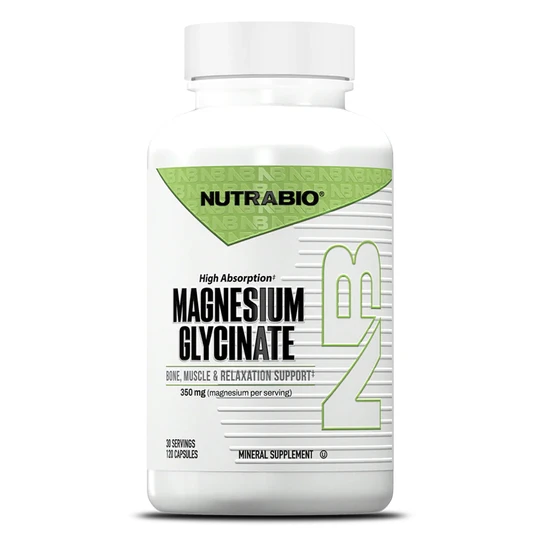 NUTRABIO®
High Absorption‡
MAGNESIUM
GLYCINATE
BONE, MUSCLE & RELAXATION SUPPORT‡
350 mg (magnesium per serving)
30 SERVINGS
120 CAPSULES
MINERAL SUPPLEMENT Ⓤ
NB